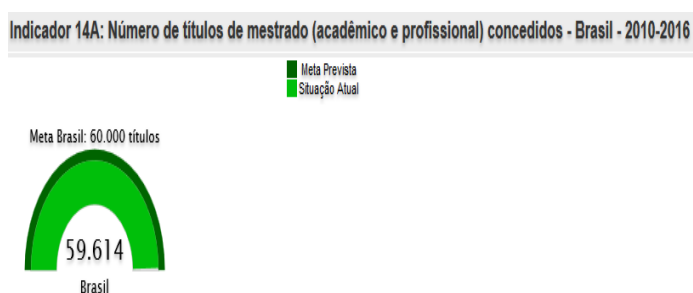 Indicador 14A: Número de títulos de mestrado (acadêmico e profissional) concedidos - Brasil - 2010-2016
Meta Prevista
Situação Atual
Meta Brasil: 60.000 títulos
59.614
Brasil